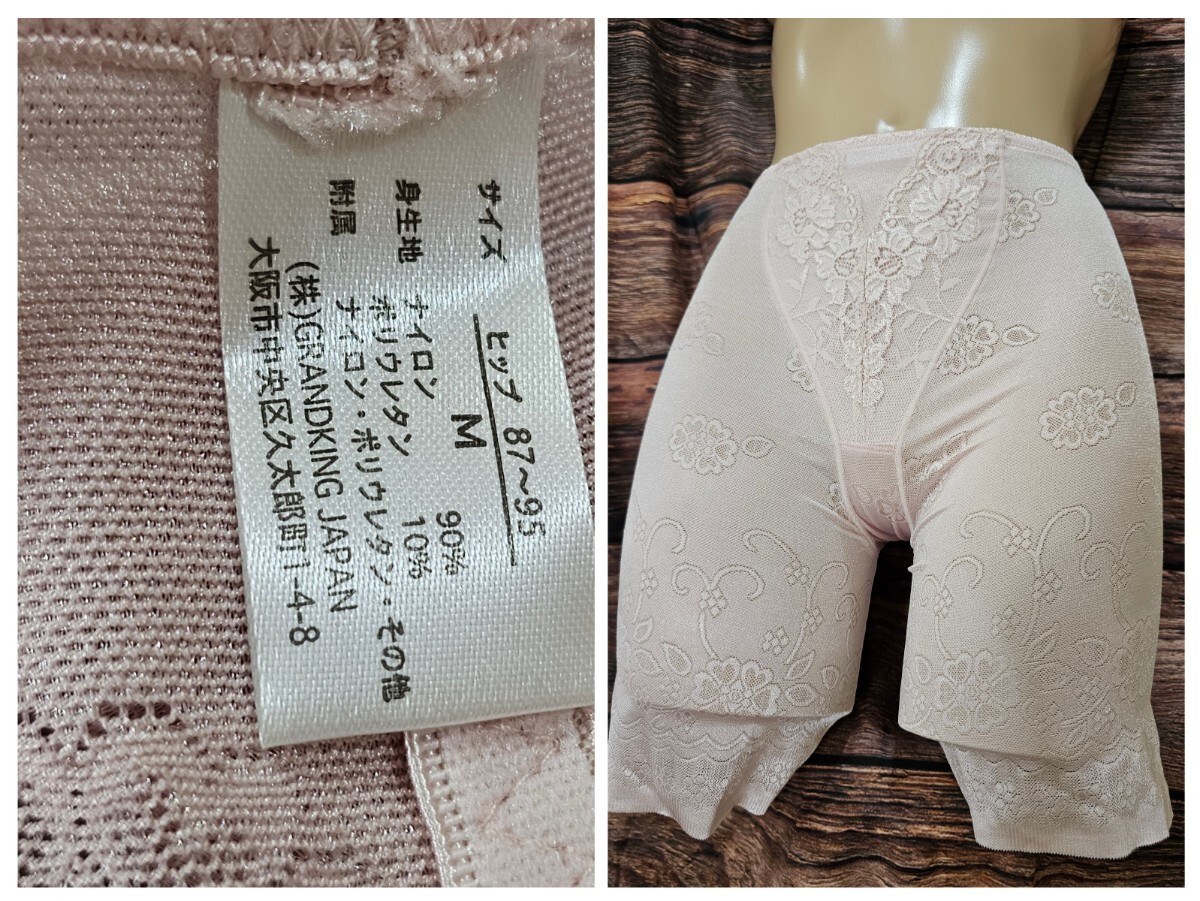 サイズ ヒップ 87~95
M
身生地 ナイロン 90%
ポリウレタン 10%
附属 ナイロン・ポリウレタン・その他
(株)GRANDKING JAPAN
大阪市中央区久太郎町1-4-8